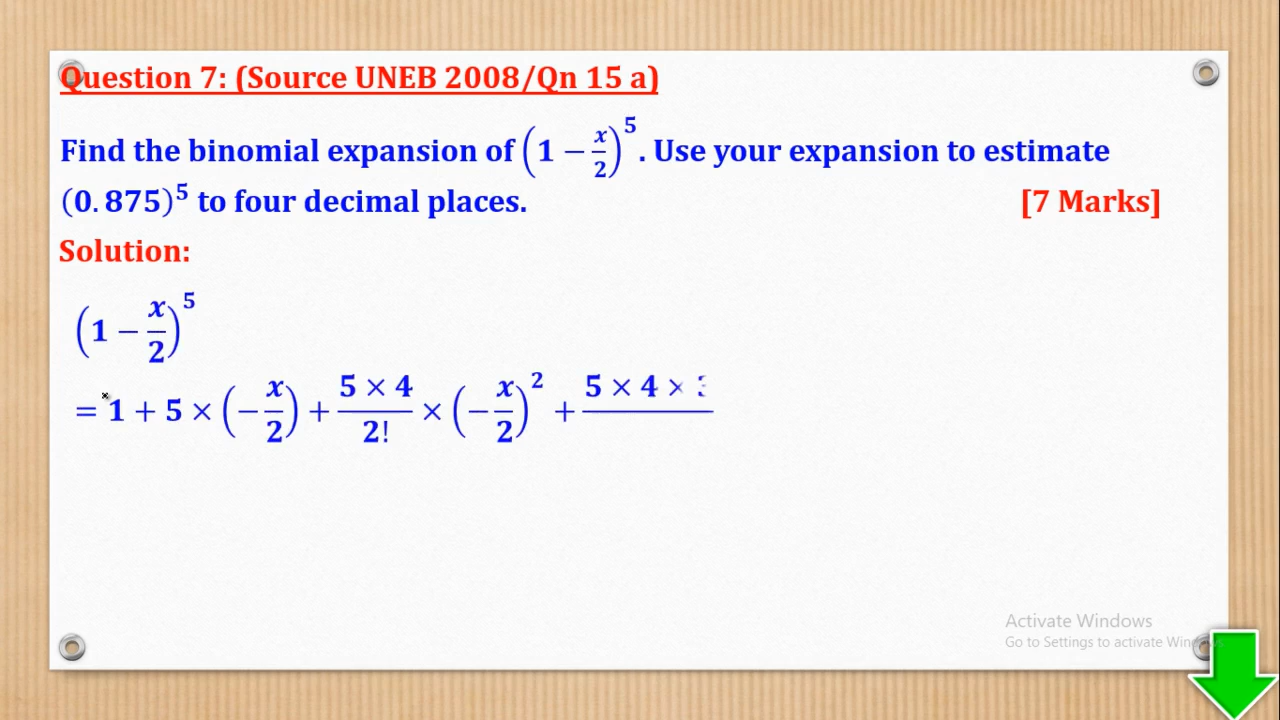 Question 7: (Source UNEB 2008/Qn 15 a)
Find the binomial expansion of (1 − x/2)⁵. Use your expansion to estimate
(0.875)⁵ to four decimal places. [7 Marks]
Solution:
(1 − x/2)⁵
= 1 + 5 × (− x/2) + (5 × 4)/2! × (− x/2)² + 5 × 4 ×
Activate Windows
Go to Settings to activate Windows